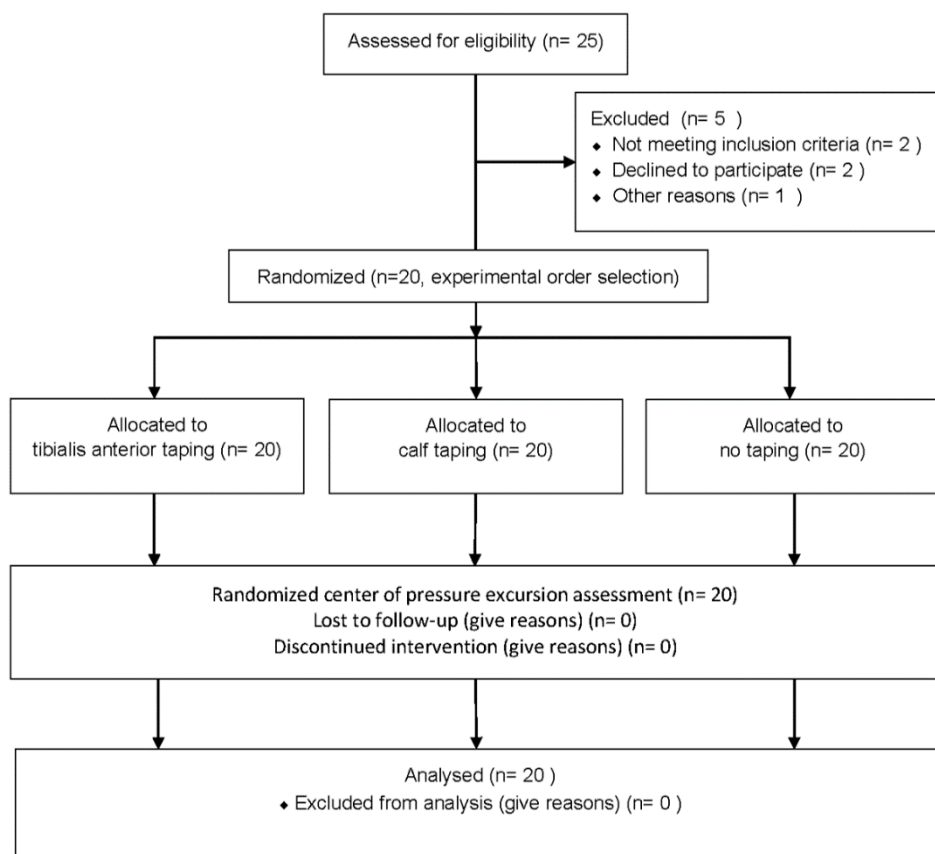 Assessed for eligibility (n= 25)
Excluded (n= 5 )
⬥ Not meeting inclusion criteria (n= 2 )
⬥ Declined to participate (n= 2 )
⬥ Other reasons (n= 1 )
Randomized (n=20, experimental order selection)
Allocated to
tibialis anterior taping (n= 20)
Allocated to
calf taping (n= 20)
Allocated to
no taping (n= 20)
Randomized center of pressure excursion assessment (n= 20)
Lost to follow-up (give reasons) (n= 0)
Discontinued intervention (give reasons) (n= 0)
Analysed (n= 20 )
⬥ Excluded from analysis (give reasons) (n= 0 )